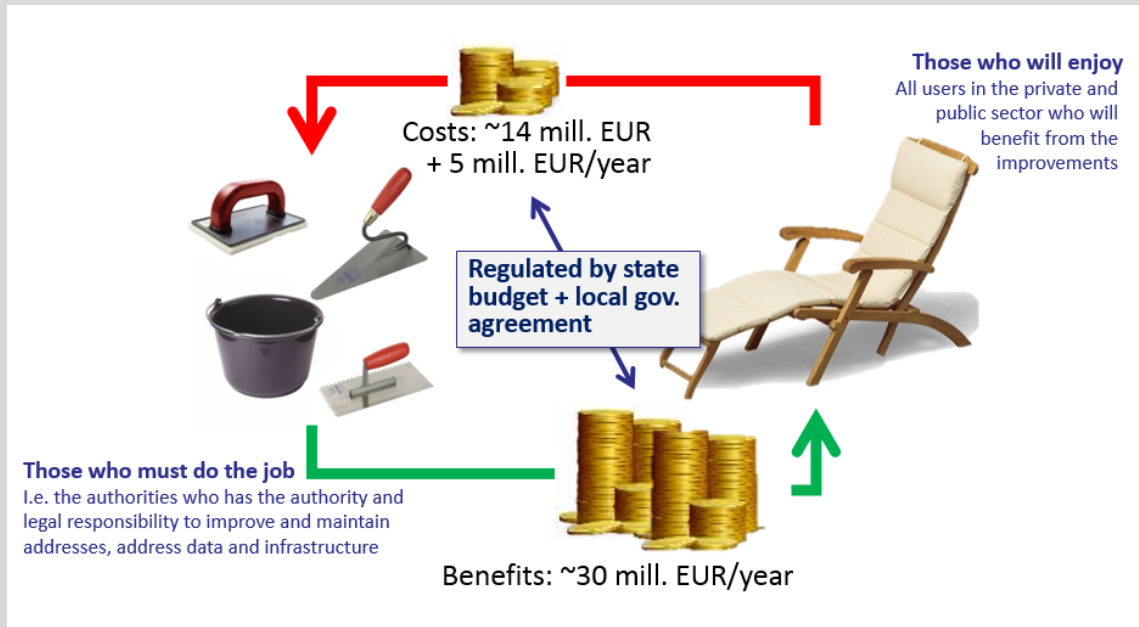 Those who will enjoy
All users in the private and
public sector who will
benefit from the
improvements
Costs: ~14 mill. EUR
+ 5 mill. EUR/year
Regulated by state
budget + local gov.
agreement
Those who must do the job
I.e. the authorities who has the authority and
legal responsibility to improve and maintain
addresses, address data and infrastructure
Benefits: ~30 mill. EUR/year